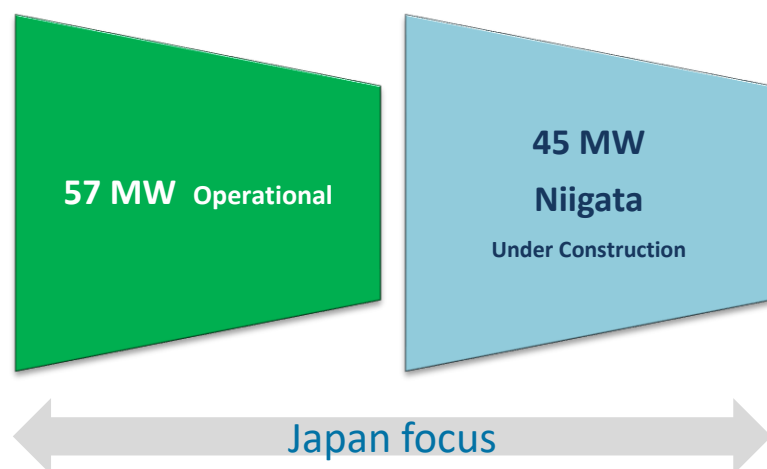 57 MW Operational
45 MW
Niigata
Under Construction
Japan focus